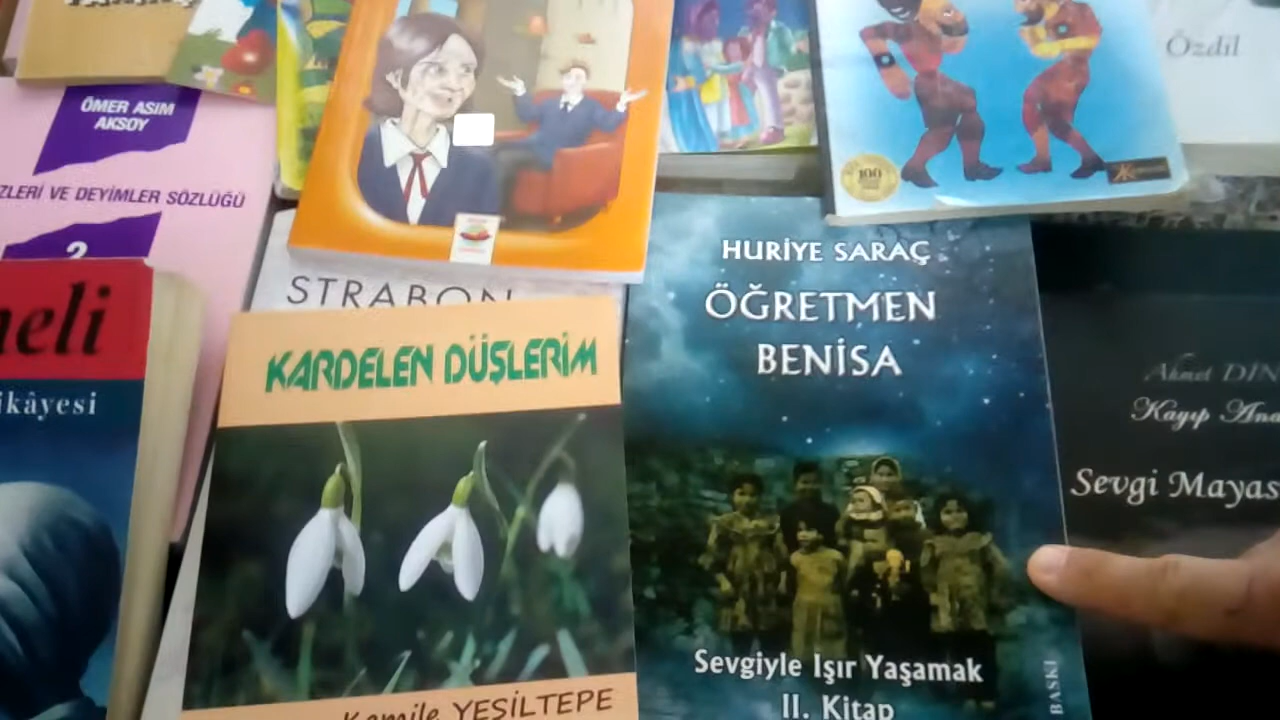 ÖMER ASIM
AKSOY
ZLERİ VE DEYİMLER SÖZLÜĞÜ
2
Özdil
100
STRABON
KARDELEN DÜŞLERİM
Kamile YEŞİLTEPE
HURİYE SARAÇ
ÖĞRETMEN
BENİSA
Sevgiyle Işır Yaşamak
II. Kitap
BASKI
neli
ikâyesi
Ahmet DİN
Kayıp Ana
Sevgi Mayas